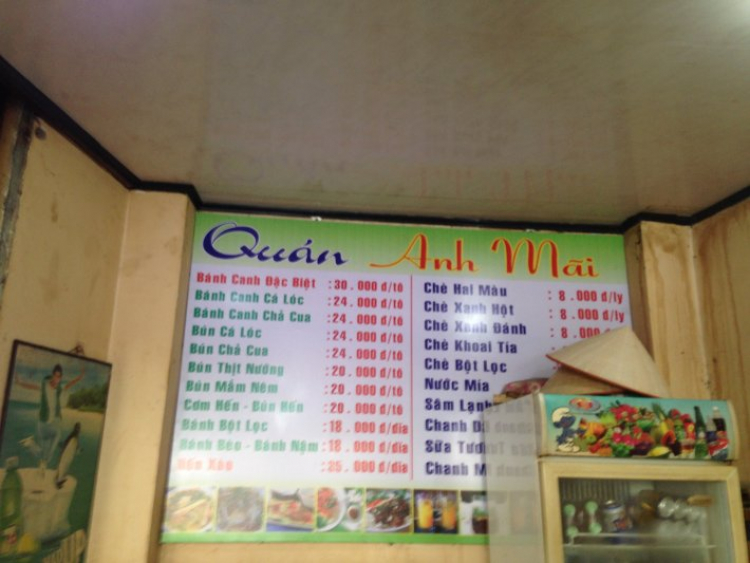 Quán Anh Mãi
Bánh Canh Đặc Biệt : 30 . 000 đ/tô
Bánh Canh Cá Lóc : 24 . 000 đ/tô
Bánh Canh Chả Cua : 24 . 000 đ/tô
Bún Cá Lóc : 24 . 000 đ/tô
Bún Chả Cua : 24 . 000 đ/tô
Bún Thịt Nướng : 20 . 000 đ/tô
Bún Mắm Nêm : 20 . 000 đ/tô
Cơm Hến - Bún Hến : 20 . 000 đ/tô
Bánh Bột Lọc : 18 . 000 đ/dĩa
Bánh Bèo - Bánh Nậm : 18 . 000 đ/dĩa
Hến Xào : 25 . 000 đ/dĩa
Chè Hai Màu : 8 . 000 đ/ly
Chè Xanh Hột : 8 . 000 đ/ly
Chè Xanh Đánh : 8 . 000
Chè Khoai Tía
Chè Bột Lọc
Nước Mía
Sâm Lạnh
Chanh
Sữa Tươi
Chanh